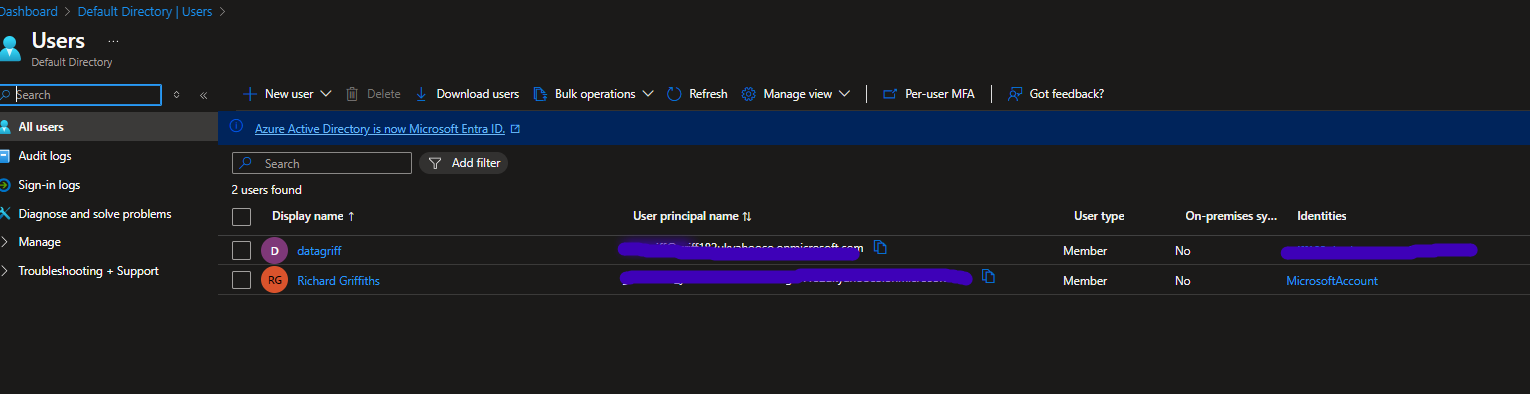 Dashboard > Default Directory | Users >
Users ...
Default Directory
Search
New user Delete Download users Bulk operations Refresh Manage view Per-user MFA Got feedback?
All users
Azure Active Directory is now Microsoft Entra ID.
Audit logs
Search Add filter
Sign-in logs
2 users found
Diagnose and solve problems
Display name ↑ User principal name ↑↓ User type On-premises sy... Identities
Manage
D datagriff Member No
Troubleshooting + Support
RG Richard Griffiths Member No MicrosoftAccount